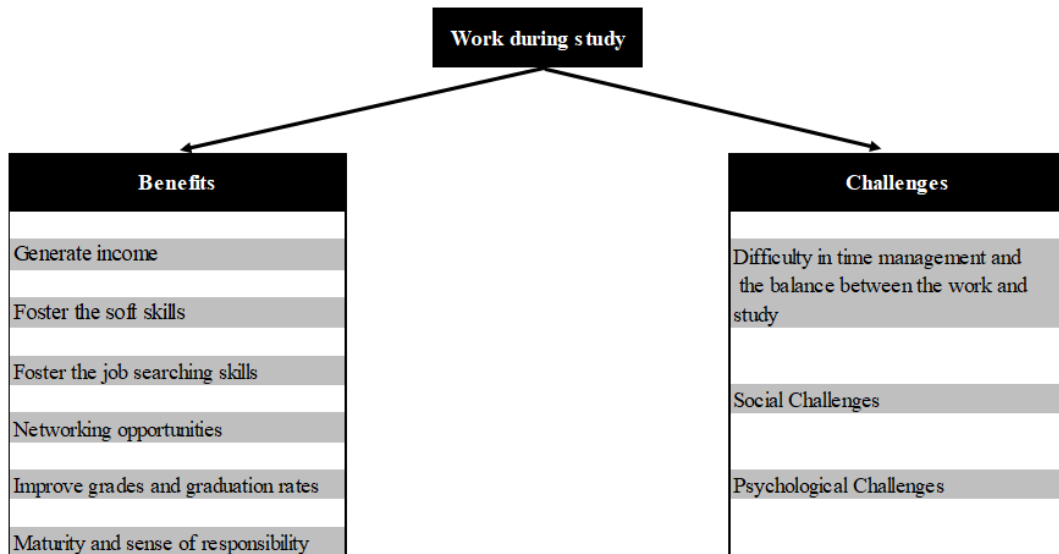 Work during study
Benefits
Generate income
Foster the soft skills
Foster the job searching skills
Networking opportunities
Improve grades and graduation rates
Maturity and sense of responsibility
Challenges
Difficulty in time management and
the balance between the work and
study
Social Challenges
Psychological Challenges